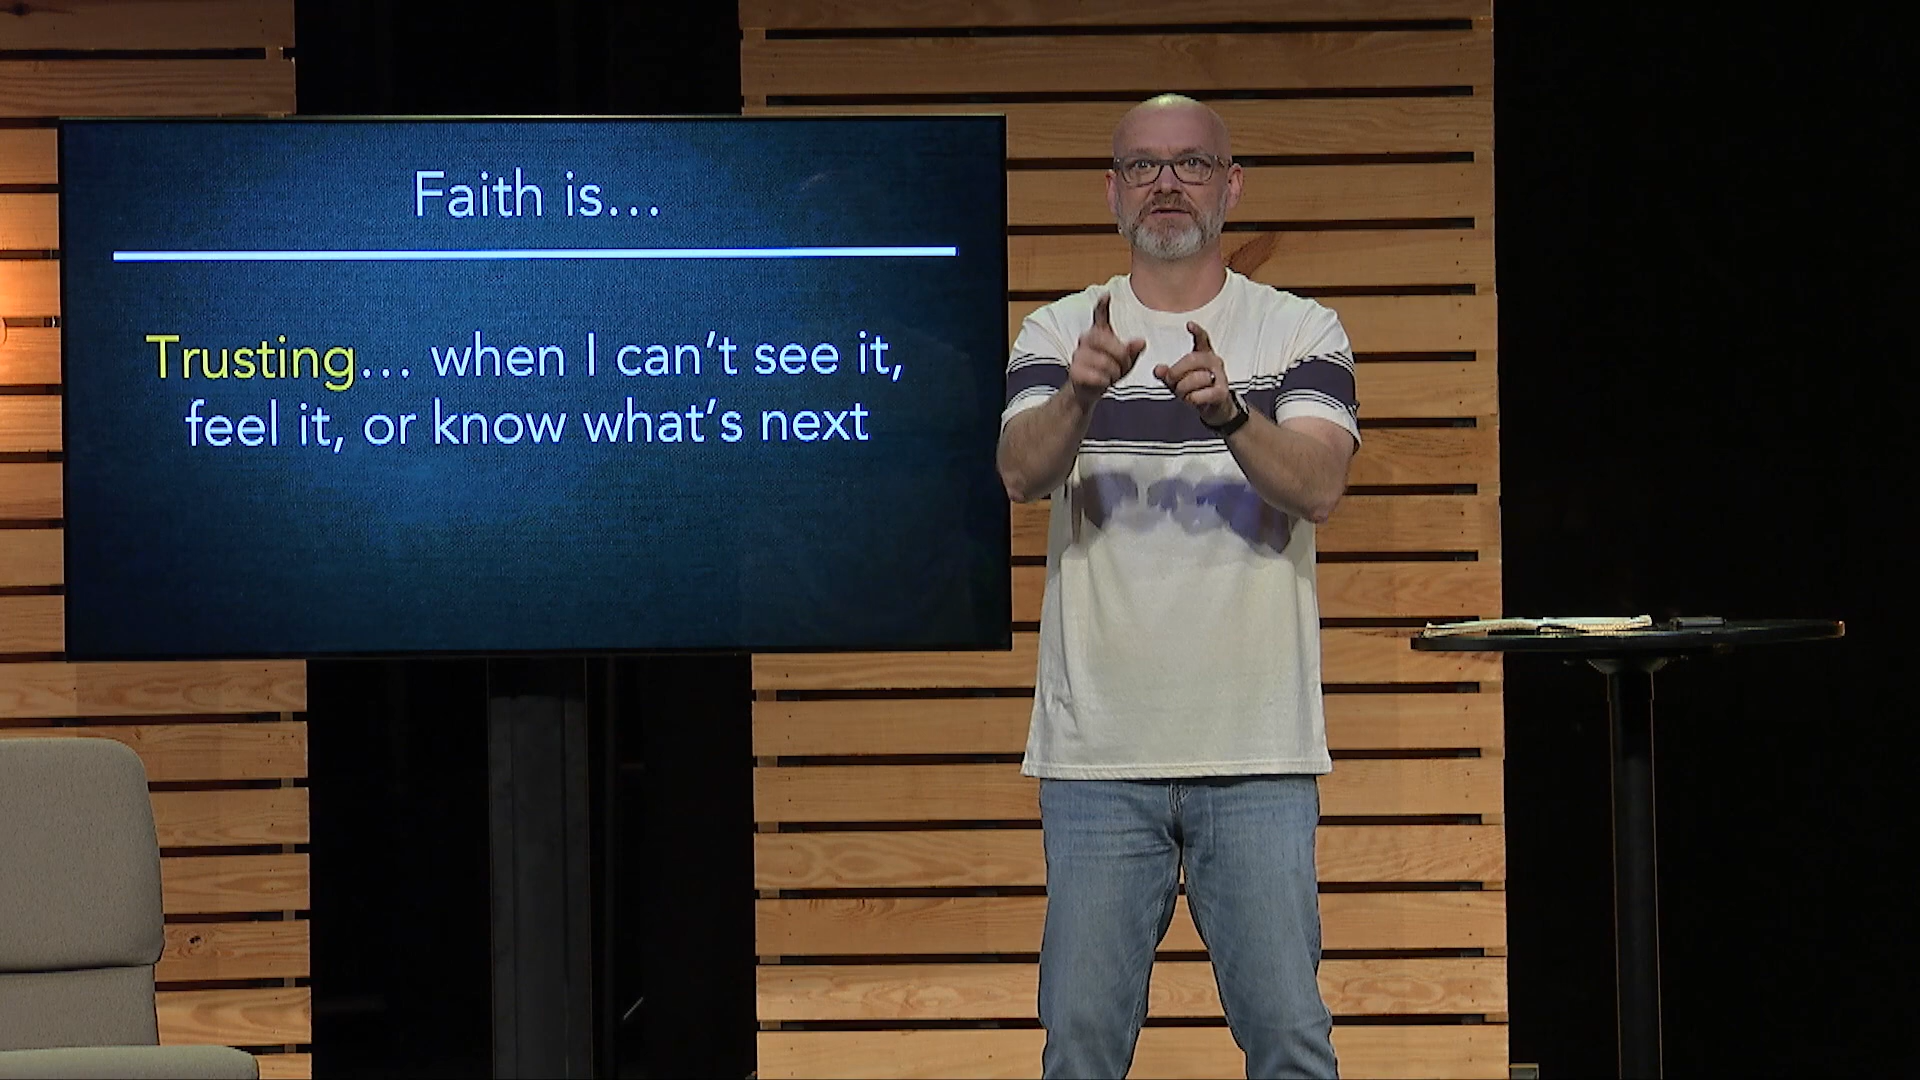 Faith is…
Trusting… when I can't see it,
feel it, or know what's next